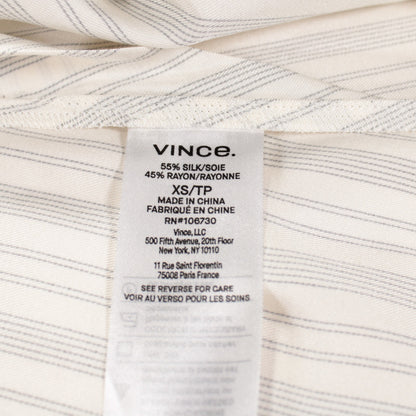 VINCE.
55% SILK/SOIE
45% RAYON/RAYONNE
XS/TP
MADE IN CHINA
FABRIQUÉ EN CHINE
RN#106730
Vince, LLC
500 Fifth Avenue, 20th Floor
New York, NY 10110
11 Rue Saint Florentin
75008 Paris France
SEE REVERSE FOR CARE
VOIR AU VERSO POUR LES SOINS